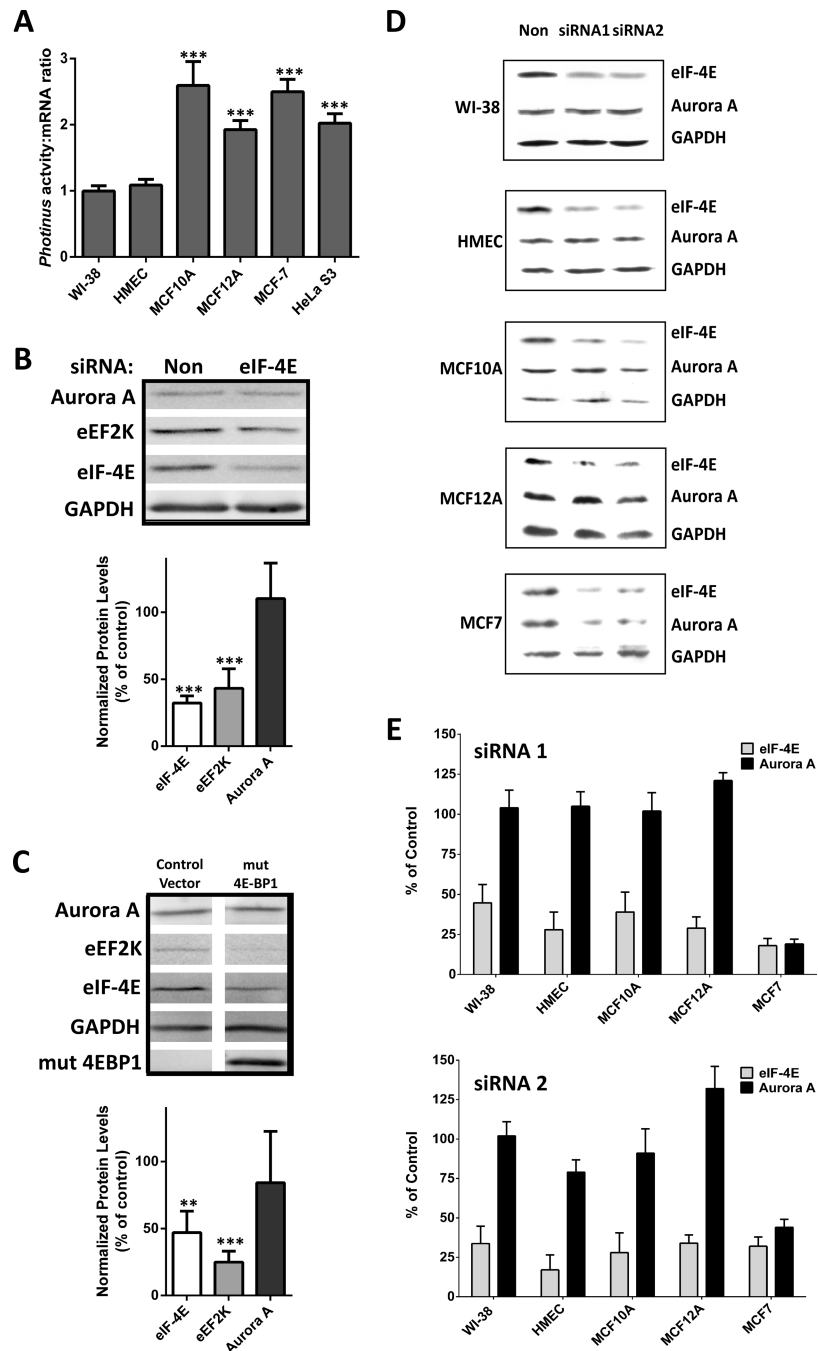 A
Photinus actvity:mRNA ratio
3
2
1
0
***
***
***
***
WI-38
HMEC
MCF10A
MCF12A
MCF-7
HeLa S3
B
siRNA: Non eIF-4E
Aurora A
eEF2K
eIF-4E
GAPDH
Normalized Protein Levels
(% of control)
100
50
0
***
***
eIF-4E
eEF2K
Aurora A
C
Control
Vector
mut
4E-BP1
Aurora A
eEF2K
eIF-4E
GAPDH
mut 4EBP1
Normalized Protein Levels
(% of control)
100
50
0
**
***
eIF-4E
eEF2K
Aurora A
D
Non siRNA1 siRNA2
WI-38
eIF-4E
Aurora A
GAPDH
HMEC
eIF-4E
Aurora A
GAPDH
MCF10A
eIF-4E
Aurora A
GAPDH
MCF12A
eIF-4E
Aurora A
GAPDH
MCF7
eIF-4E
Aurora A
GAPDH
E
siRNA 1
eIF-4E
Aurora A
% of Control
150
125
100
75
50
25
0
WI-38
HMEC
MCF10A
MCF12A
MCF7
siRNA 2
eIF-4E
Aurora A
% of Control
150
125
100
75
50
25
0
WI-38
HMEC
MCF10A
MCF12A
MCF7